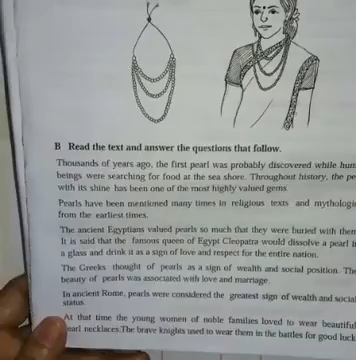 B Read the text and answer the questions that follow.
Thousands of years ago, the first pearl was probably discovered while
beings were searching for food at the sea shore. Throughout history, the
with its shine has been one of the most highly valued gems.
Pearls have been mentioned many times in religious texts and
from the earliest times.
The ancient Egyptians valued pearls so much that they were buried with
It is said that the famous queen of Egypt Cleopatra would dissolve a pearl
a glass and drink it as a sign of love and respect for the entire nation.
The Greeks thought of pearls as a sign of wealth and social position.
beauty of pearls was associated with love and marriage.
In ancient Rome, pearls were considered the greatest sign of wealth and social
status.
At that time the young women of noble families loved to wear beautiful
pearl necklaces.The brave knights used to wear them in the battles for good luck